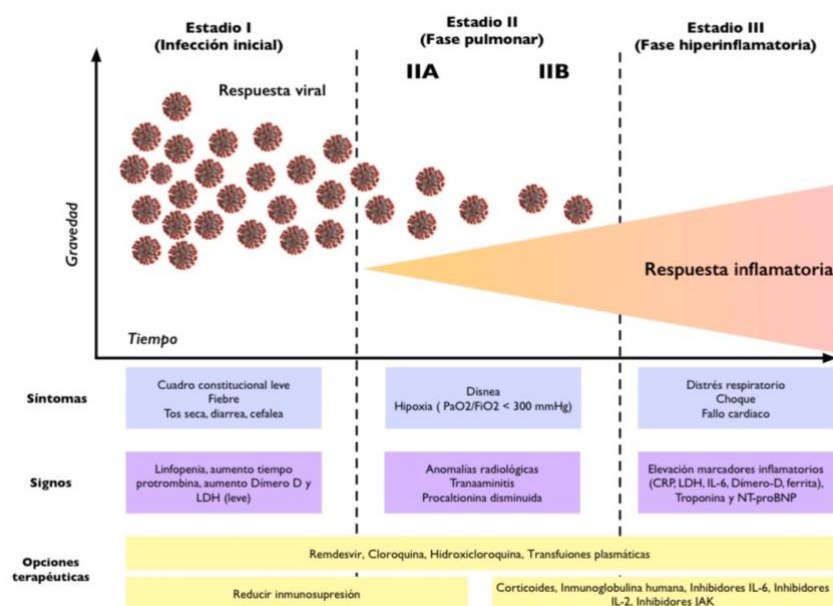 Estadio I
(Infección inicial)
Estadio II
(Fase pulmonar)
Estadio III
(Fase hiperinflamatoria)
IIA
IIB
Respuesta viral
Gravedad
Respuesta inflamatoria
Tiempo
Síntomas
Cuadro constitucional leve
Fiebre
Tos seca, diarrea, cefalea
Disnea
Hipoxia ( PaO2/FiO2 < 300 mmHg)
Distrés respiratorio
Choque
Fallo cardiaco
Signos
Linfopenia, aumento tiempo
protrombina, aumento Dímero D y
LDH (leve)
Anomalías radiológicas
Tranaaminitis
Procaltionina disminuida
Elevación marcadores inflamatorios
(CRP, LDH, IL-6, Dímero-D, ferrita),
Troponina y NT-proBNP
Opciones
terapéuticas
Remdesvir, Cloroquina, Hidroxicloroquina, Transfuiones plasmáticas
Reducir inmunosupresión
Corticoides, Inmunoglobulina humana, Inhibidores IL-6, Inhibidores
IL-2, Inhibidores JAK